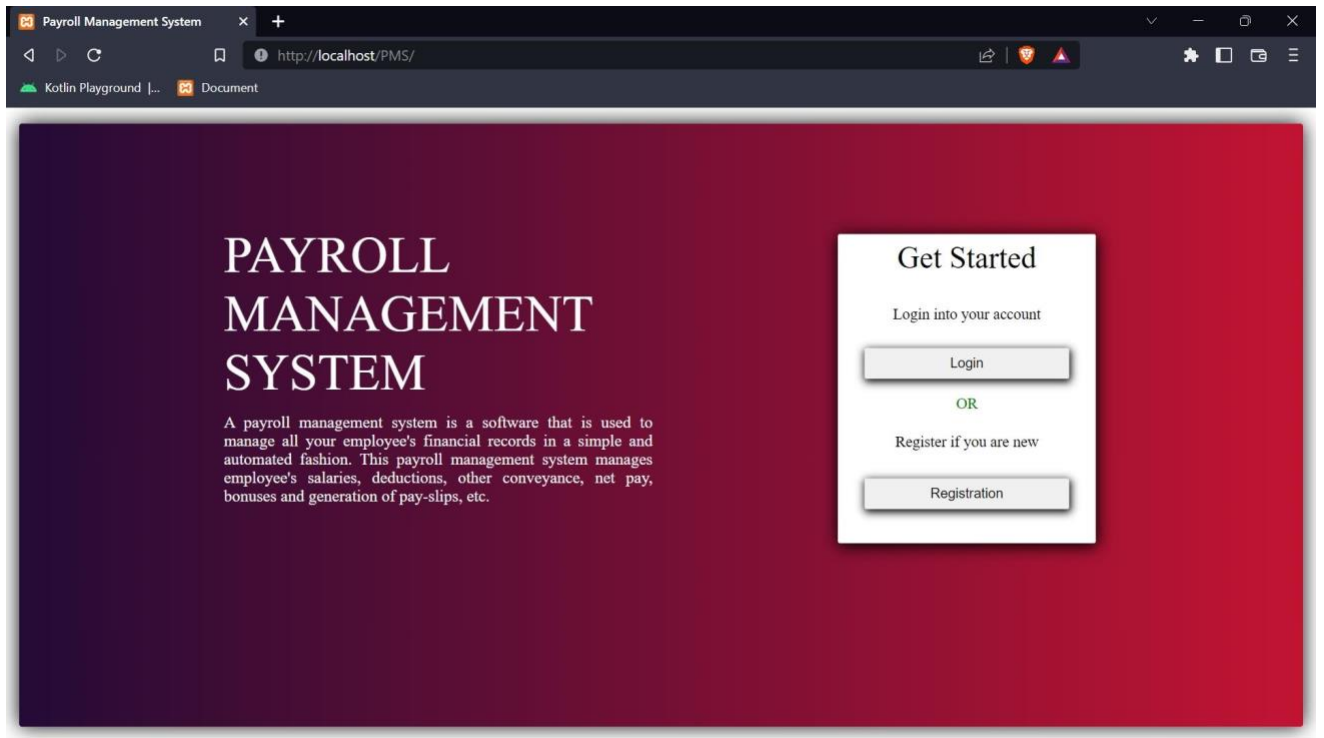 Payroll Management System
http://localhost/PMS/
Kotlin Playground |...
Document
PAYROLL
MANAGEMENT
SYSTEM
A payroll management system is a software that is used to
manage all your employee's financial records in a simple and
automated fashion. This payroll management system manages
employee's salaries, deductions, other conveyance, net pay,
bonuses and generation of pay-slips, etc.
Get Started
Login into your account
Login
OR
Register if you are new
Registration